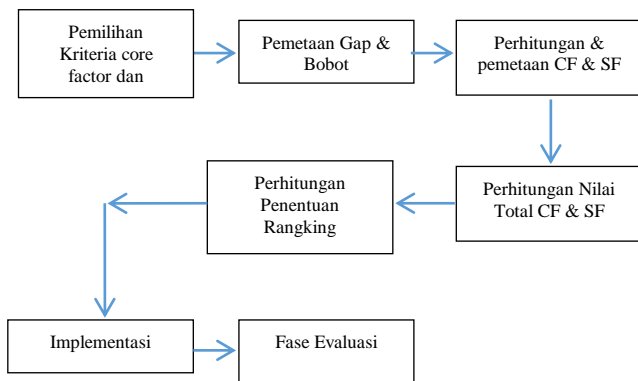 Pemilihan
Kriteria core
factor dan
Pemetaan Gap &
Bobot
Perhitungan &
pemetaan CF & SF
Perhitungan Nilai
Total CF & SF
Perhitungan
Penentuan
Rangking
Implementasi
Fase Evaluasi